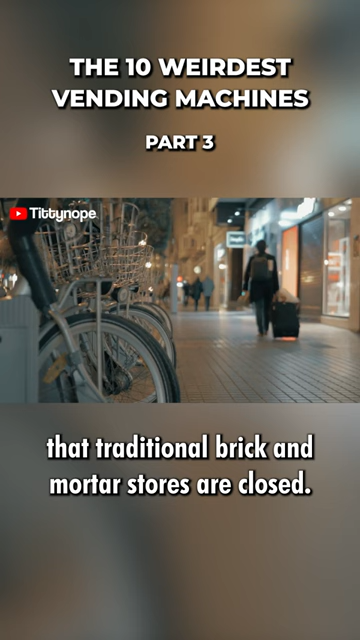 THE 10 WEIRDEST
VENDING MACHINES
PART 3
Tittynope
that traditional brick and
mortar stores are closed.